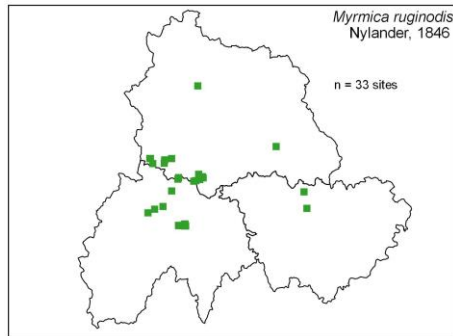 Myrmica ruginodis
Nylander, 1846
n = 33 sites